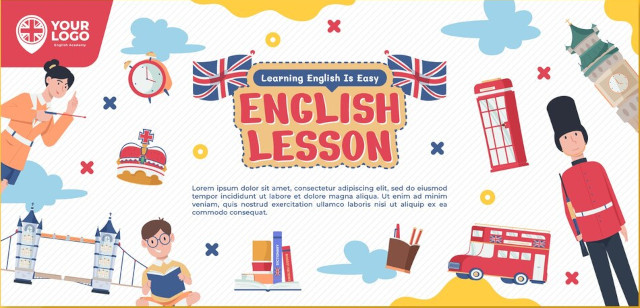 YOUR
LOGO
English Academy
Learning English Is Easy
ENGLISH
LESSON
Lorem ipsum dolor sit amet, consectetur adipiscing elit, sed do eiusmod
tempor incididunt ut labore et dolore magna aliqua. Ut enim ad minim
veniam, quis nostrud exercitation ullamco laboris nisi ut aliquip ex ea
commodo consequat.